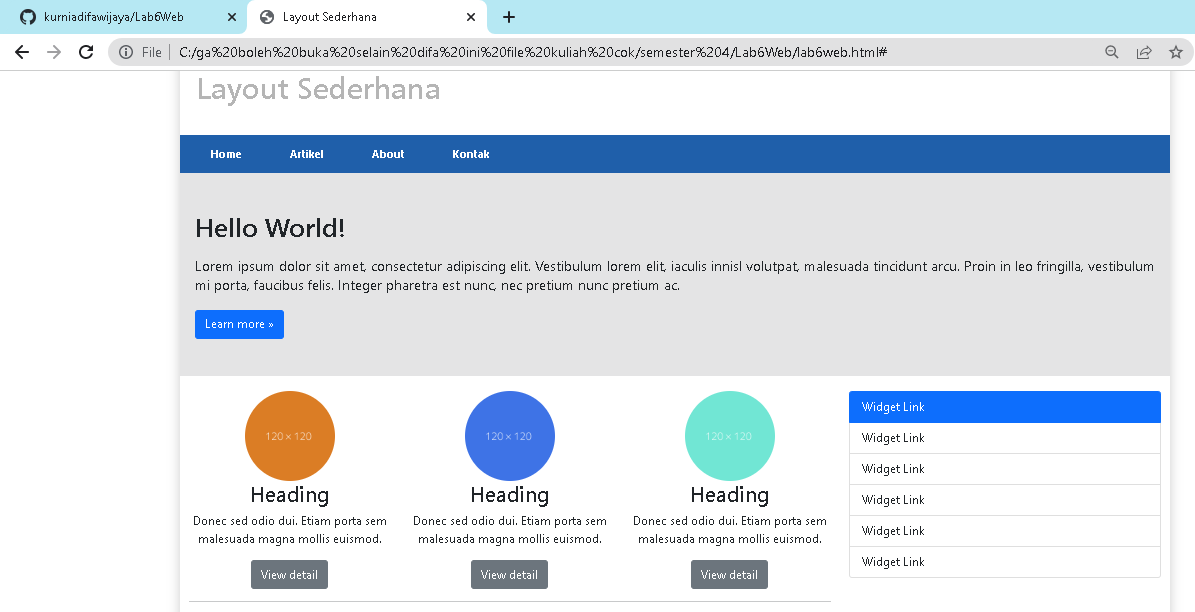 kurniadifawijaya/Lab6Web
Layout Sederhana
File
C:/ga%20boleh%20buka%20selain%20difa%20ini%20file%20kuliah%20cok/semester%204/Lab6Web/lab6web.html#
Layout Sederhana
Home Artikel About Kontak
Hello World!
Lorem ipsum dolor sit amet, consectetur adipiscing elit. Vestibulum lorem elit, iaculis innisl volutpat, malesuada tincidunt arcu. Proin in leo fringilla, vestibulum
mi porta, faucibus felis. Integer pharetra est nunc, nec pretium nunc pretium ac.
Learn more »
120 × 120
Heading
Donec sed odio dui. Etiam porta sem
malesuada magna mollis euismod.
View detail
120 × 120
Heading
Donec sed odio dui. Etiam porta sem
malesuada magna mollis euismod.
View detail
120 × 120
Heading
Donec sed odio dui. Etiam porta sem
malesuada magna mollis euismod.
View detail
Widget Link
Widget Link
Widget Link
Widget Link
Widget Link
Widget Link